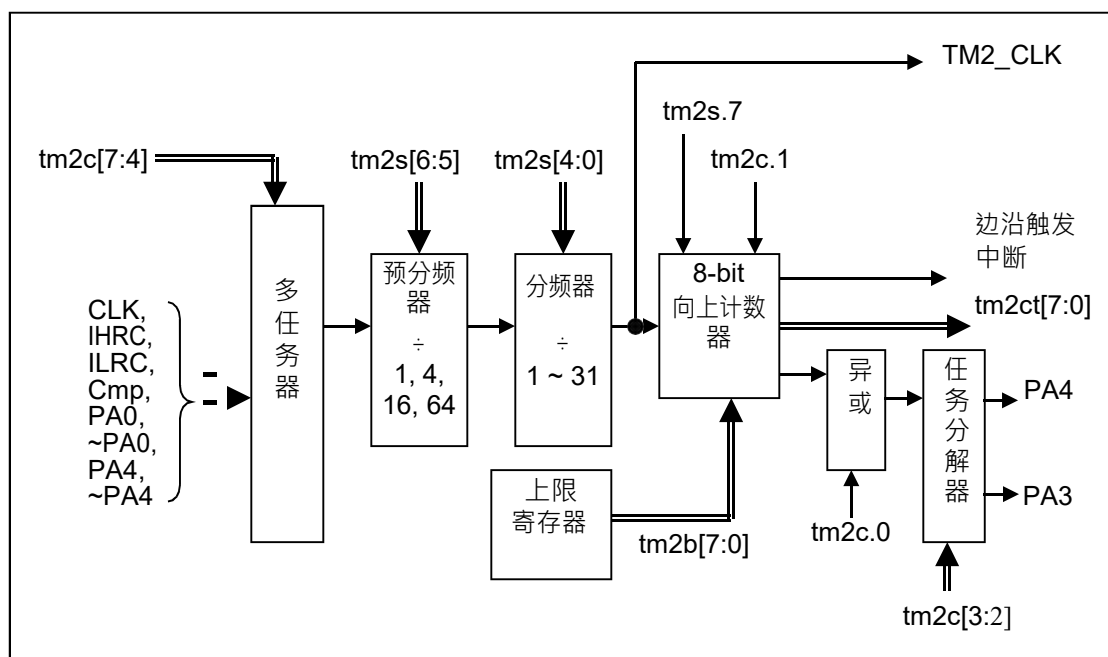 TM2_CLK
tm2s.7
tm2c[7:4]
tm2s[6:5]
tm2s[4:0]
tm2c.1
多任务器
预分频
器
÷
1, 4,
16, 64
分频器
÷
1 ~ 31
8-bit
向上计数
器
边沿触发
中断
tm2ct[7:0]
CLK,
IHRC,
ILRC,
Cmp,
PA0,
~PA0,
PA4,
~PA4
异或
任务分解器
PA4
PA3
上限
寄存器
tm2b[7:0]
tm2c.0
tm2c[3:2]